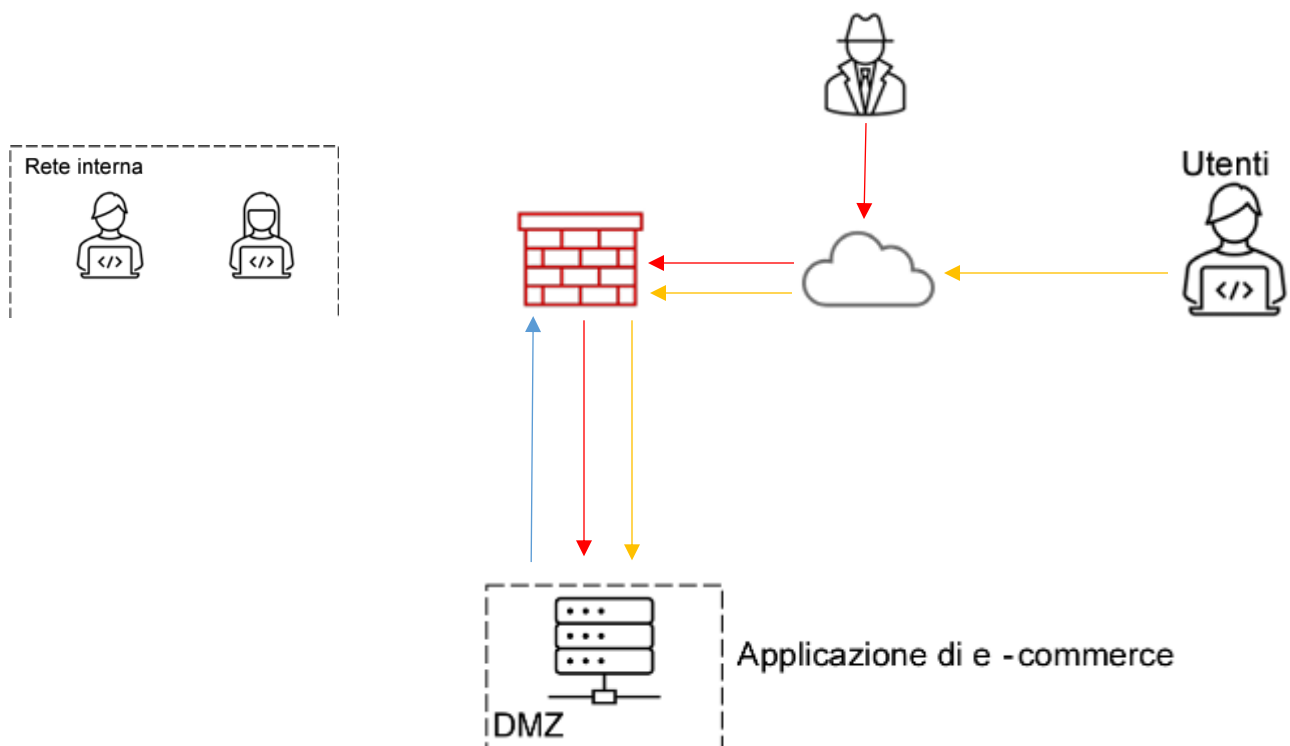 Utenti
Rete interna
</>
</>
</>
Applicazione di e -commerce
DMZ